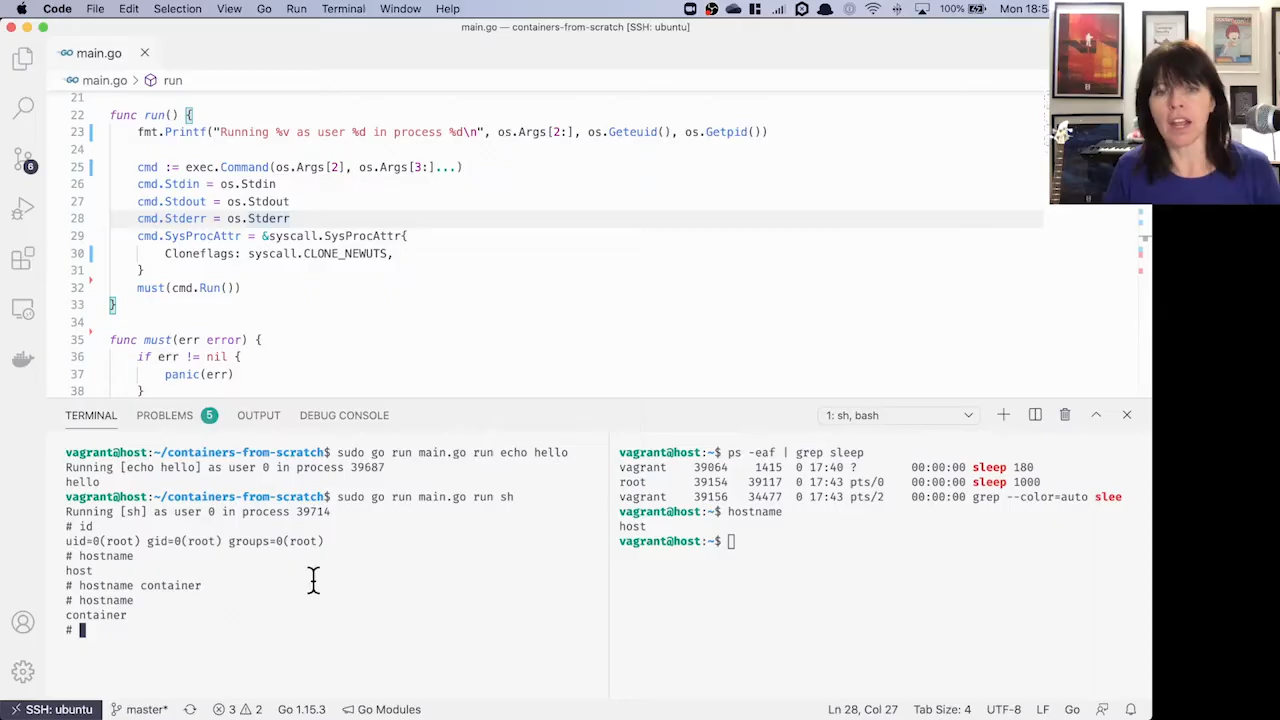 Code File Edit Selection View Go Run Terminal Window Help 100% Mon 18:5
main.go — containers-from-scratch [SSH: ubuntu]
main.go
main.go > run
21
22 func run() {
23 fmt.Printf("Running %v as user %d in process %d\n", os.Args[2:], os.Geteuid(), os.Getpid())
24
25 cmd := exec.Command(os.Args[2], os.Args[3:]...)
26 cmd.Stdin = os.Stdin
27 cmd.Stdout = os.Stdout
28 cmd.Stderr = os.Stderr
29 cmd.SysProcAttr = &syscall.SysProcAttr{
30 Cloneflags: syscall.CLONE_NEWUTS,
31 }
32 must(cmd.Run())
33 }
34
35 func must(err error) {
36 if err != nil {
37 panic(err)
38 }
6
TERMINAL PROBLEMS 5 OUTPUT DEBUG CONSOLE 1: sh, bash
vagrant@host:~/containers-from-scratch$ sudo go run main.go run echo hello
Running [echo hello] as user 0 in process 39687
hello
vagrant@host:~/containers-from-scratch$ sudo go run main.go run sh
Running [sh] as user 0 in process 39714
# id
uid=0(root) gid=0(root) groups=0(root)
# hostname
host
# hostname container
# hostname
container
#
vagrant@host:~$ ps -eaf | grep sleep
vagrant 39064 1415 0 17:40 ? 00:00:00 sleep 180
root 39154 39117 0 17:43 pts/0 00:00:00 sleep 1000
vagrant 39156 34477 0 17:43 pts/2 00:00:00 grep --color=auto slee
vagrant@host:~$ hostname
host
vagrant@host:~$
SSH: ubuntu master* 3 2 Go 1.15.3 Go Modules Ln 28, Col 27 Tab Size: 4 UTF-8 LF Go